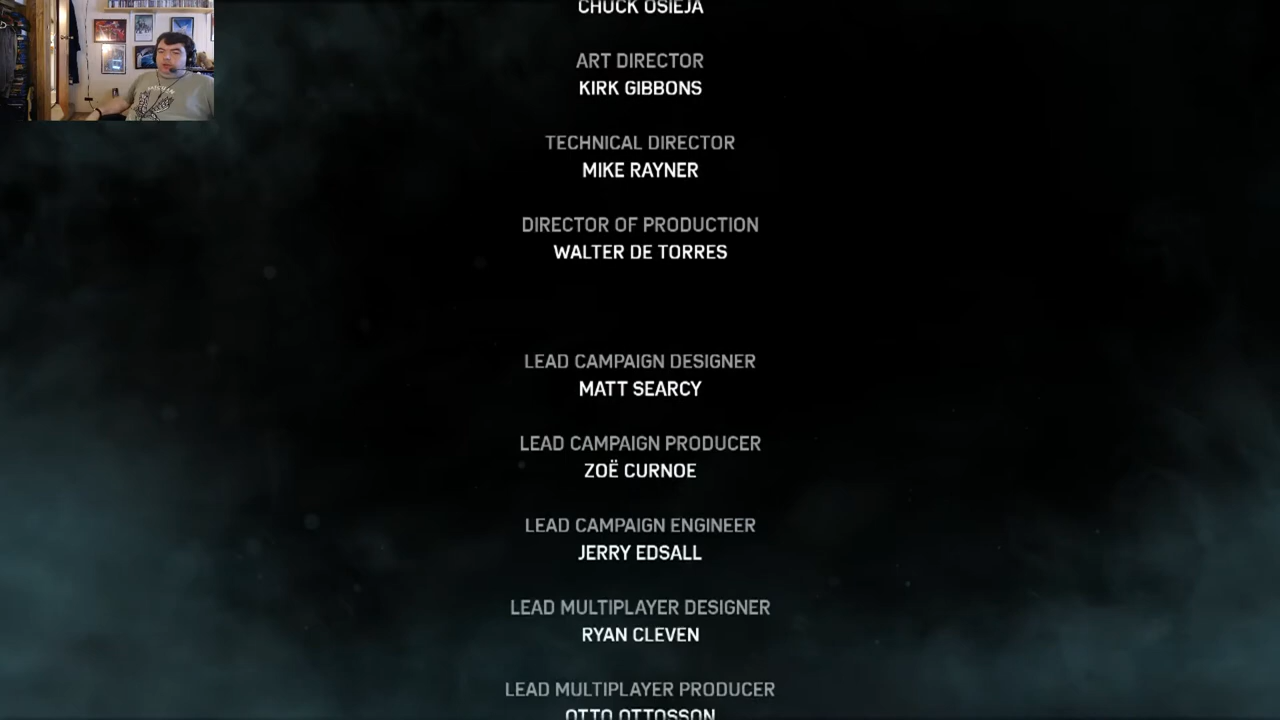 CHUCK OSIEJA
ART DIRECTOR
KIRK GIBBONS
TECHNICAL DIRECTOR
MIKE RAYNER
DIRECTOR OF PRODUCTION
WALTER DE TORRES
LEAD CAMPAIGN DESIGNER
MATT SEARCY
LEAD CAMPAIGN PRODUCER
ZOË CURNOE
LEAD CAMPAIGN ENGINEER
JERRY EDSALL
LEAD MULTIPLAYER DESIGNER
RYAN CLEVEN
LEAD MULTIPLAYER PRODUCER
OTTO OTTOSSON